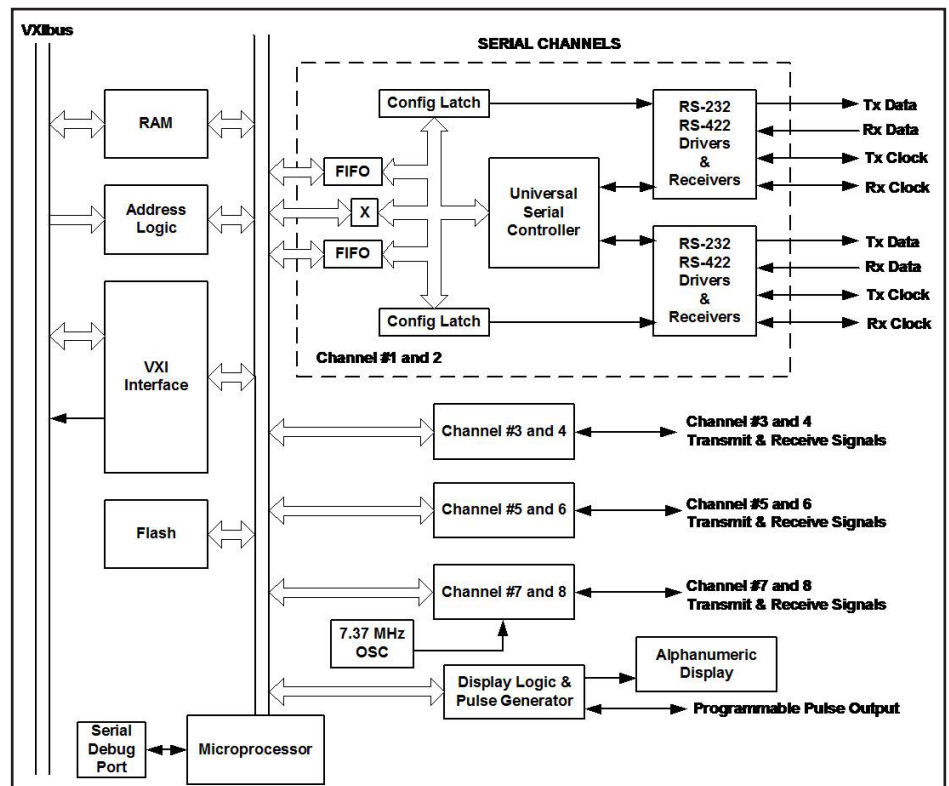 VXIbus
SERIAL CHANNELS
RAM
Address
Logic
VXI
Interface
Flash
Serial
Debug
Port
Microprocessor
Config Latch
FIFO
X
FIFO
Config Latch
Universal
Serial
Controller
RS-232
RS-422
Drivers
&
Receivers
Tx Data
Rx Data
Tx Clock
Rx Clock
RS-232
RS-422
Drivers
&
Receivers
Tx Data
Rx Data
Tx Clock
Rx Clock
Channel #1 and 2
Channel #3 and 4
Channel #3 and 4
Transmit & Receive Signals
Channel #5 and 6
Channel #5 and 6
Transmit & Receive Signals
Channel #7 and 8
Channel #7 and 8
Transmit & Receive Signals
7.37 MHz
OSC
Display Logic &
Pulse Generator
Alphanumeric
Display
Programmable Pulse Output